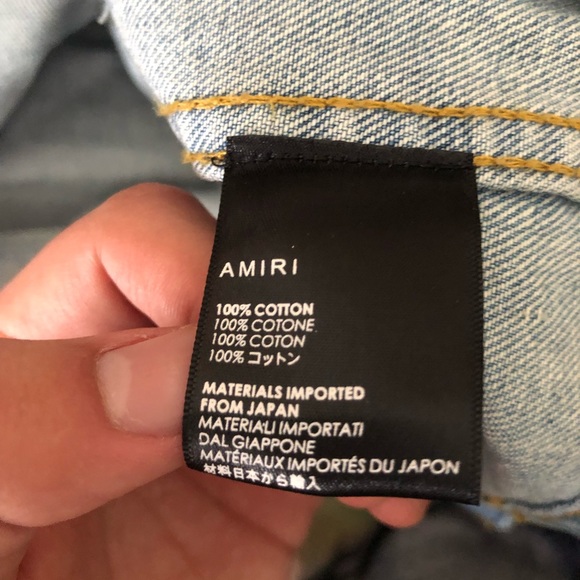 AMIRI
100% COTTON
100% COTONE
100% COTON
100% コットン
MATERIALS IMPORTED
FROM JAPAN
MATERIALI IMPORTATI
DAL GIAPPONE
MATÉRIAUX IMPORTÉS DU JAPON
材料日本から輸入